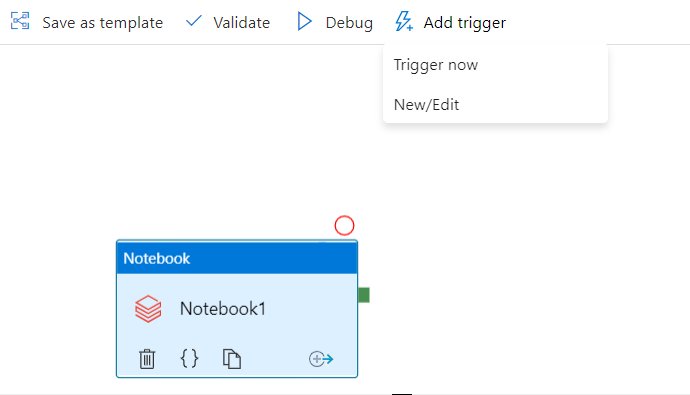 Save as template Validate Debug Add trigger
Trigger now
New/Edit
Notebook
Notebook1